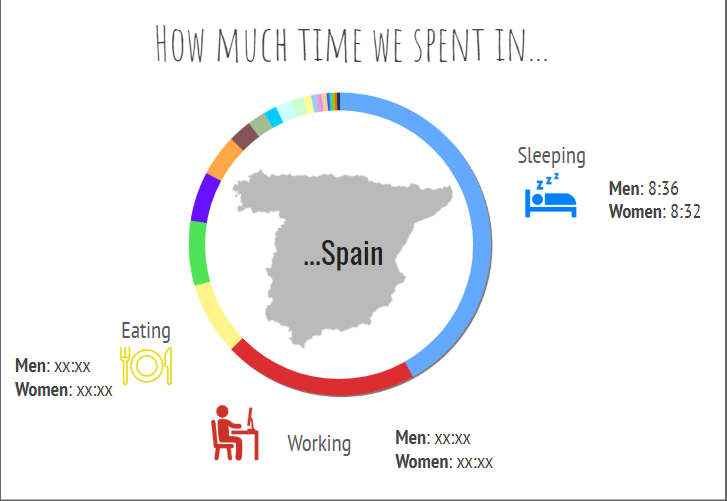 HOW MUCH TIME WE SPENT IN...
Sleeping
z z z
Men: 8:36
Women: 8:32
...Spain
Eating
Men: xx:xx
Women: xx:xx
Working
Men: xx:xx
Women: xx:xx